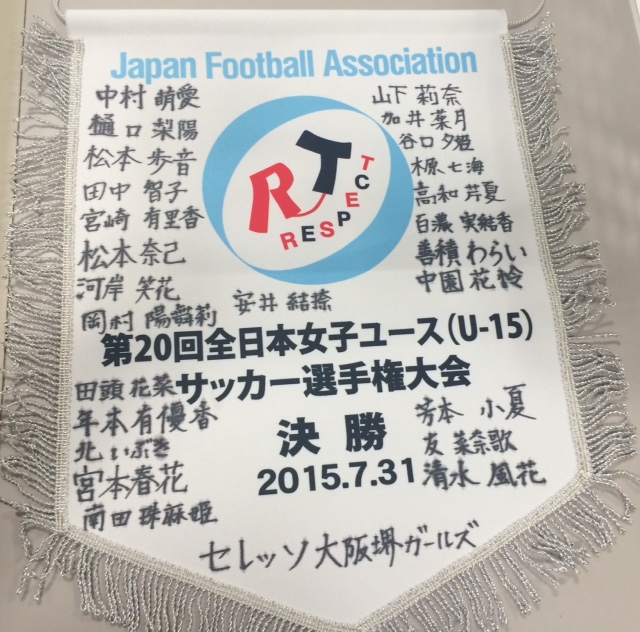 Japan Football Association
中村 萌愛
樋口 梨陽
松本 歩音
田中 智子
宮崎 有里香
松本奈己
河岸 笑花
岡村 陽舞莉
山下 莉奈
加井 菜月
谷口 夕
木原 七海
高和 芹夏
百濃 実結香
善積 わらい
中園 花怜
RT
RESPECT
安井 結捺
第20回全日本女子ユース(U-15)
サッカー選手権大会
決勝
2015.7.31
田頭 花菜
年本有優香
北 いぶき
宮本春花
南田 珠麻姫
芳本 小夏
友 菜奈歌
清水 風花
セレッソ大阪堺ガールズ